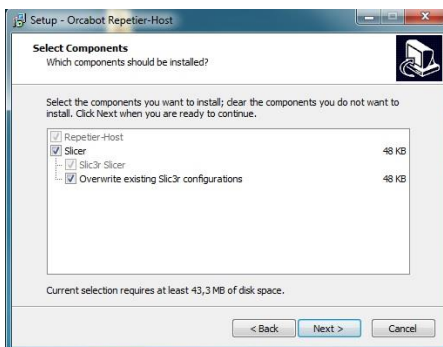 Setup - Orcabot Repetier-Host
Select Components
Which components should be installed?
Select the components you want to install; clear the components you do not want to
install. Click Next when you are ready to continue.
Repetier-Host
Slicer 48 KB
Slic3r Slicer
Overwrite existing Slic3r configurations 48 KB
Current selection requires at least 43,3 MB of disk space.
< Back Next > Cancel